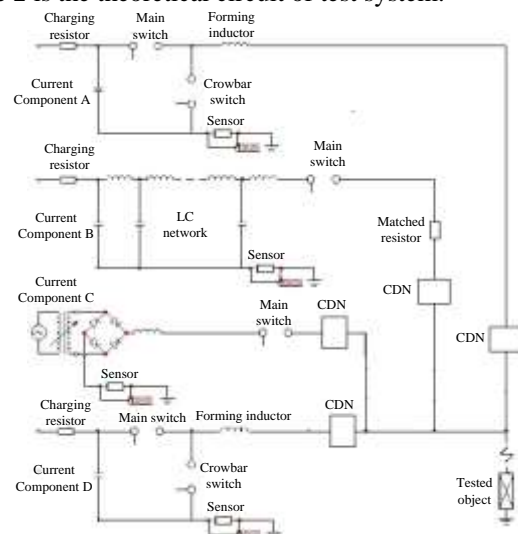 e 2 is the theoretical circuit of test system.
Charging
resistor
Main
switch
Forming
inductor
Current
Component A
Crowbar
switch
Sensor
Charging
resistor
Main
switch
Current
Component B
LC
network
Matched
resistor
Sensor
CDN
Current
Component C
Main
switch
CDN
CDN
Sensor
Charging
resistor
Main switch
Forming inductor
CDN
Current
Component D
Crowbar
switch
Tested
object
Sensor